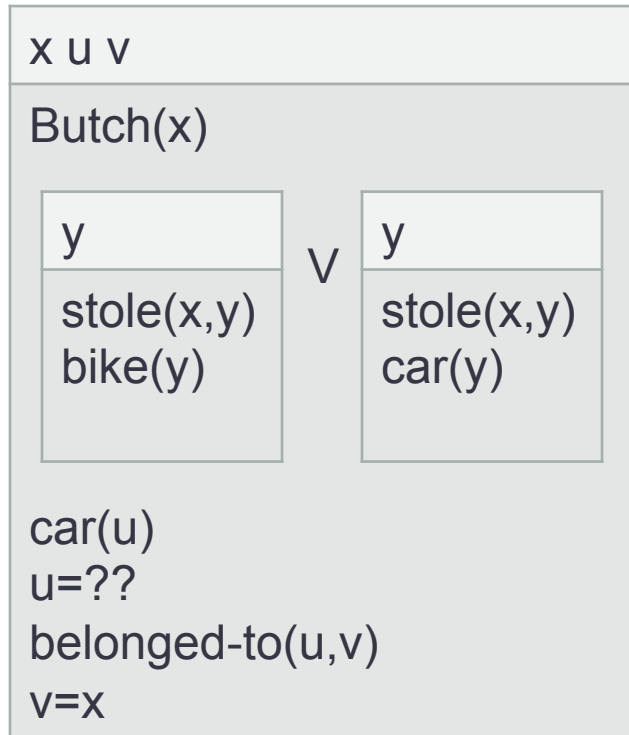 x u v
Butch(x)
y
stole(x,y)
bike(y)
V
y
stole(x,y)
car(y)
car(u)
u=??
belonged-to(u,v)
v=x